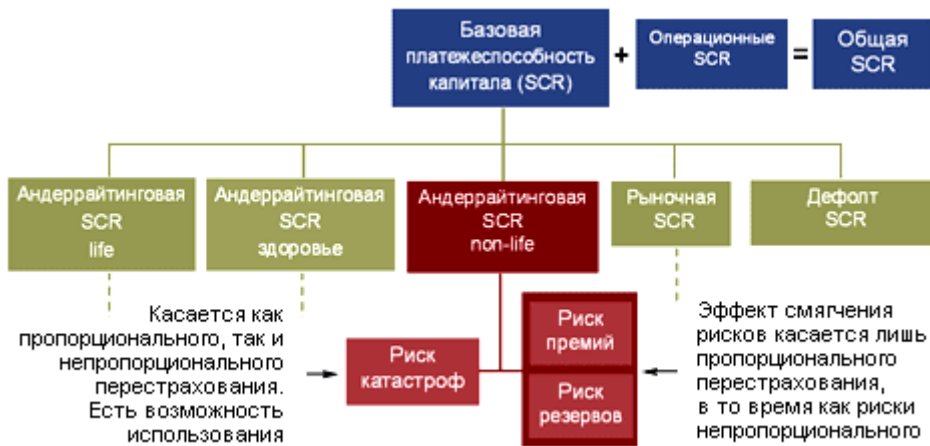 Базовая
платежеспособность
капитала (SCR)
+
Операционные
SCR
=
Общая
SCR
Андеррайтинговая
SCR
life
Андеррайтинговая
SCR
здоровье
Андеррайтинговая
SCR
non-life
Рыночная
SCR
Дефолт
SCR
Касается как
пропорционального, так и
непропорционального
перестрахования.
Есть возможность
использования
Риск
катастроф
Риск
премий
Риск
резервов
Эффект смягчения
рисков касается лишь
пропорционального
перестрахования,
в то время как риски
непропорционального